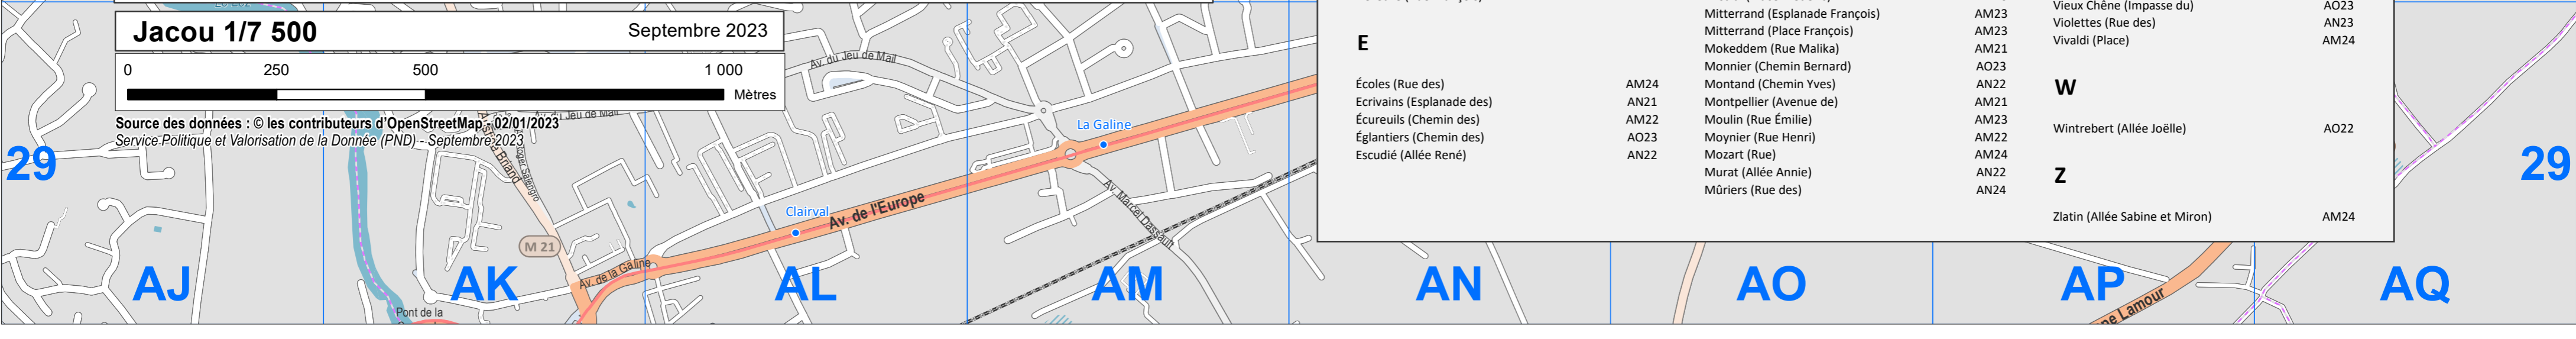 Jacou 1/7 500
Septembre 2023
0 250 500 1 000
Mètres
Source des données : © les contributeurs d'OpenStreetMap - 02/01/2023
Service Politique et Valorisation de la Donnée (PND) - Septembre 2023
Av. du Jeu de Mail
Av. du Jeu de Mail
La Galine
Clairval
Av. de l'Europe
Av. Marcel Dassault
M 21
Av. de la Galine
Pont de la
29
AJ
AK
AL
AM
AN
AO
AP
AQ
29
E
Écoles (Rue des) AM24
Ecrivains (Esplanade des) AN21
Écureuils (Chemin des) AM22
Églantiers (Chemin des) AO23
Escudié (Allée René) AN22
Mitterrand (Esplanade François) AM23
Mitterrand (Place François) AM23
Mokeddem (Rue Malika) AM21
Monnier (Chemin Bernard) AO23
Montand (Chemin Yves) AN22
Montpellier (Avenue de) AM21
Moulin (Rue Émilie) AM23
Moynier (Rue Henri) AM22
Mozart (Rue) AM24
Murat (Allée Annie) AN22
Mûriers (Rue des) AN24
Vieux Chêne (Impasse du) AO23
Violettes (Rue des) AN23
Vivaldi (Place) AM24
W
Wintrebert (Allée Joëlle) AO22
Z
Zlatin (Allée Sabine et Miron) AM24
Lamour